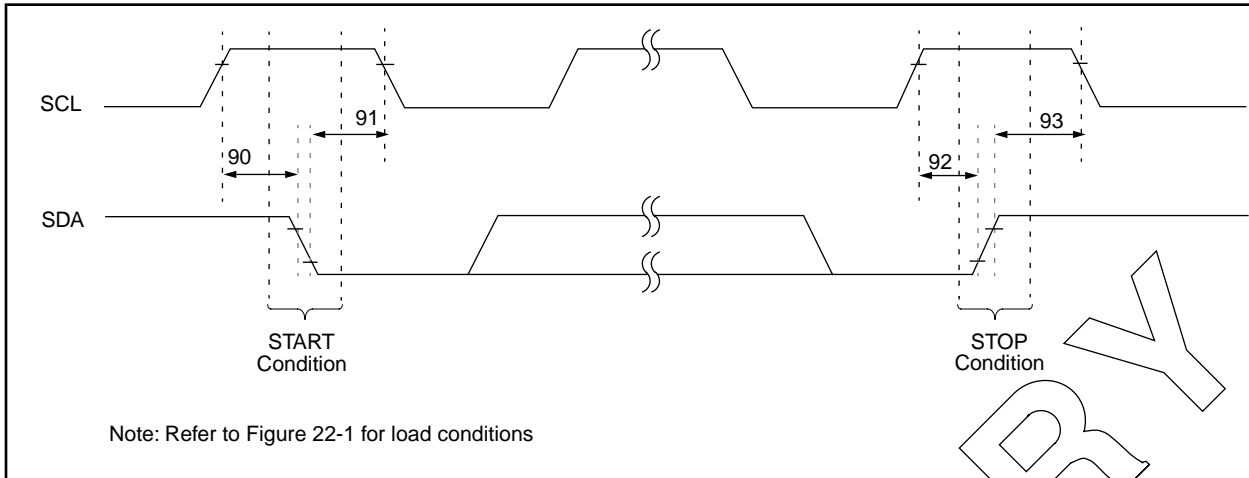 SCL
91
93
90
92
SDA
START
Condition
STOP
Condition
Note: Refer to Figure 22-1 for load conditions
R Y